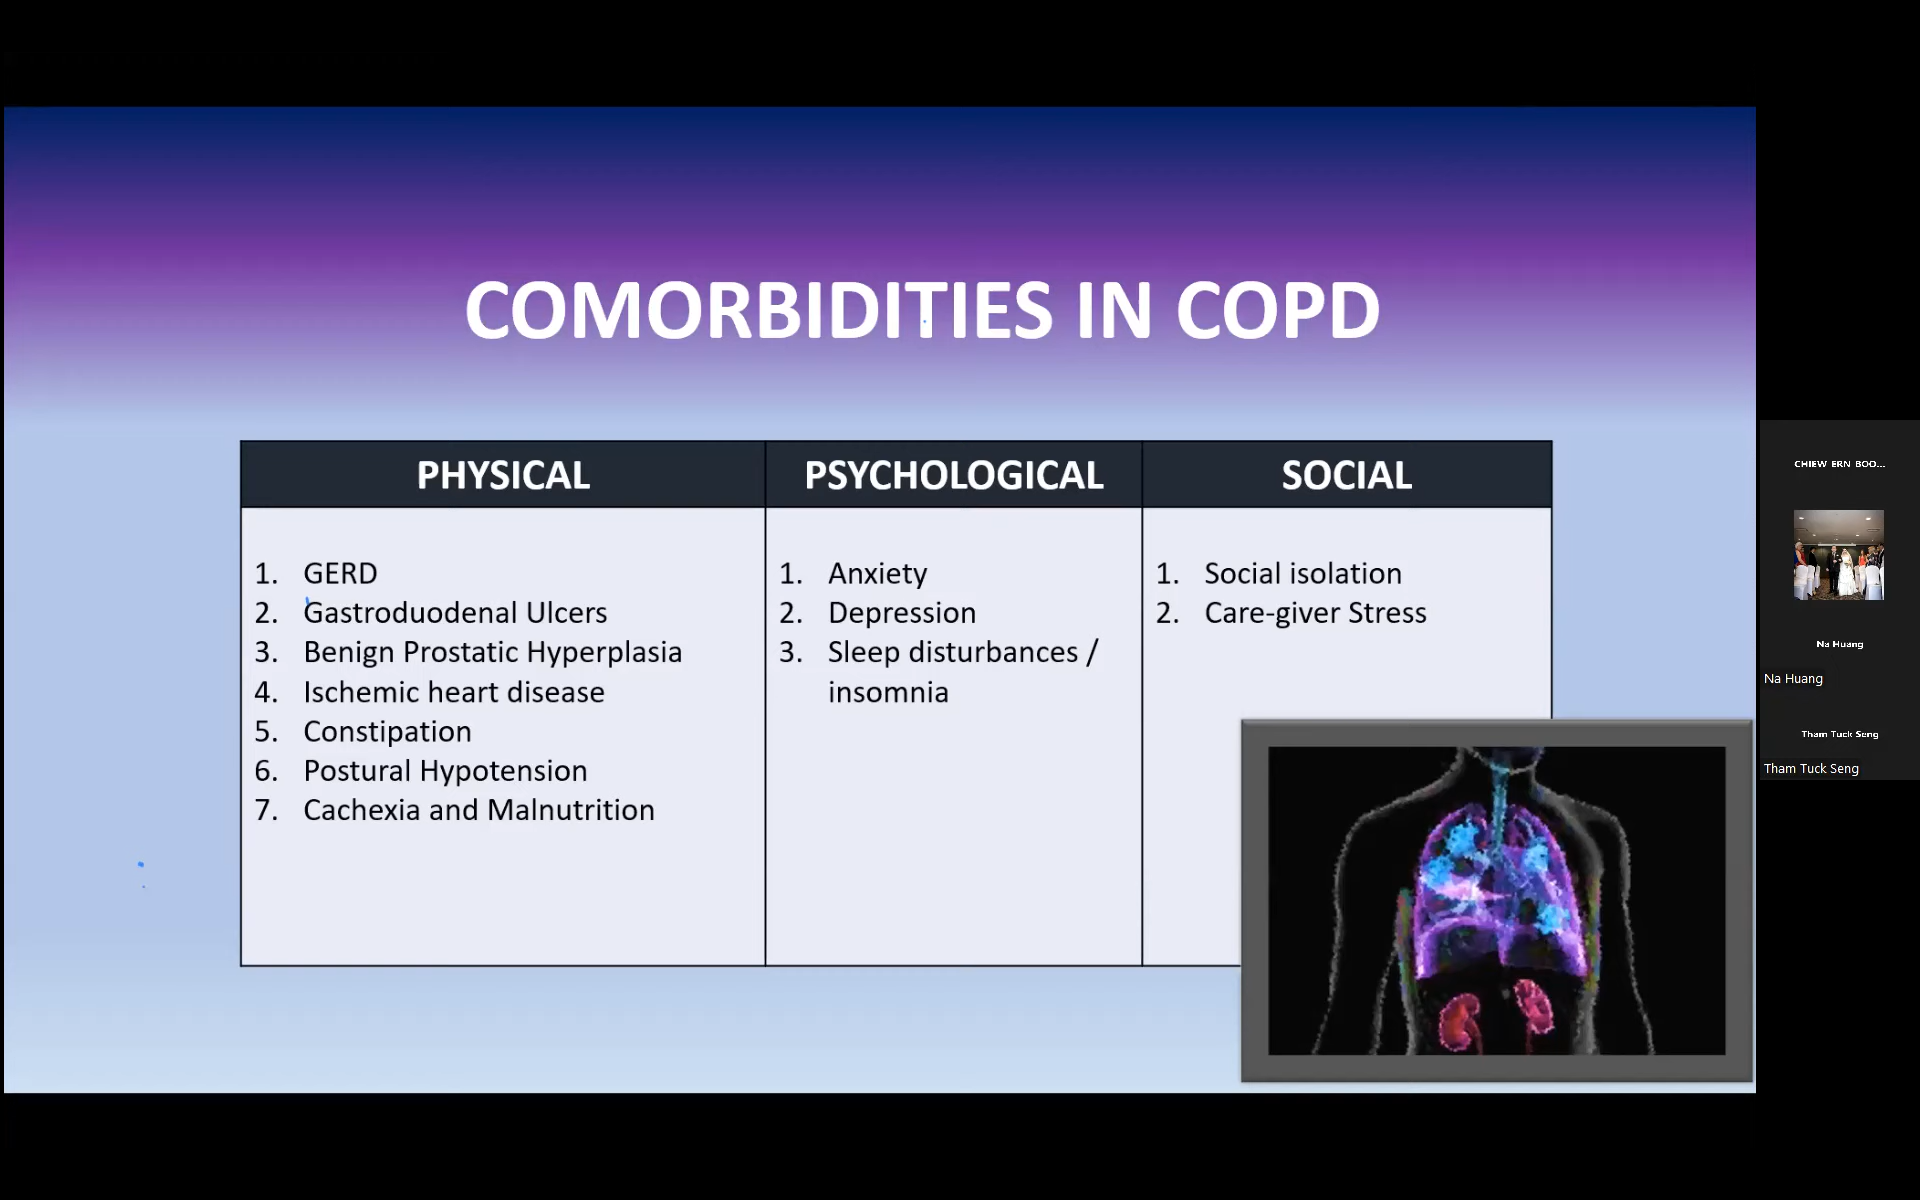 COMORBIDITIES IN COPD
PHYSICAL
1. GERD
2. Gastroduodenal Ulcers
3. Benign Prostatic Hyperplasia
4. Ischemic heart disease
5. Constipation
6. Postural Hypotension
7. Cachexia and Malnutrition
PSYCHOLOGICAL
1. Anxiety
2. Depression
3. Sleep disturbances /
insomnia
SOCIAL
1. Social isolation
2. Care-giver Stress
CHIEW ERN BOO...
Na Huang
Na Huang
Tham Tuck Seng
Tham Tuck Seng